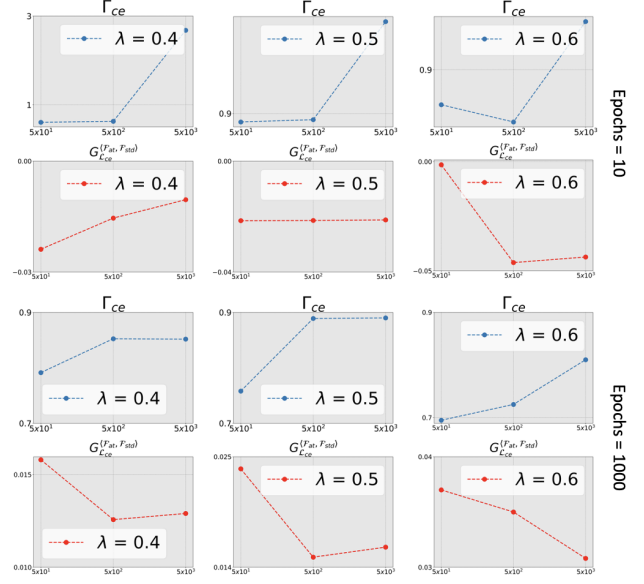 Γce Γce Γce
3 λ = 0.4 λ = 0.5 λ = 0.6
0.9
1 0.9
5x10¹ 5x10² 5x10³ 5x10¹ 5x10² 5x10³ 5x10¹ 5x10² 5x10³
G(Fat, Fstd)Lce G(Fat, Fstd)Lce G(Fat, Fstd)Lce
0.00 λ = 0.4 0.00 λ = 0.5 0.00 λ = 0.6
−0.03 −0.04 −0.05
5x10¹ 5x10² 5x10³ 5x10¹ 5x10² 5x10³ 5x10¹ 5x10² 5x10³
Epochs = 10
Γce Γce Γce
0.9 0.9 0.9
λ = 0.6
λ = 0.4 λ = 0.5
0.7 0.7 0.7
5x10¹ 5x10² 5x10³ 5x10¹ 5x10² 5x10³ 5x10¹ 5x10² 5x10³
G(Fat, Fstd)Lce G(Fat, Fstd)Lce G(Fat, Fstd)Lce
0.015 0.025 0.04
λ = 0.5 λ = 0.6
λ = 0.4
0.010 0.014 0.03
5x10¹ 5x10² 5x10³ 5x10¹ 5x10² 5x10³ 5x10¹ 5x10² 5x10³
Epochs = 1000